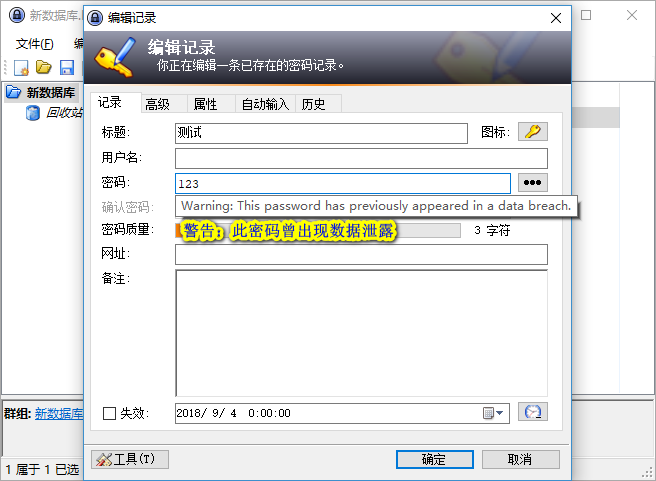 新数据库.
编辑记录
文件(F)
编辑记录
你正在编辑一条已存在的密码记录。
新数据库
回收站
记录 高级 属性 自动输入 历史
标题: 测试 图标:
用户名:
密码: 123
确认密码:
Warning: This password has previously appeared in a data breach.
密码质量: 3 字符
警告：此密码曾出现数据泄露
网址:
备注:
失效: 2018/ 9/ 4 0:00:00
群组: 新数据库
工具(T) 确定 取消
1 属于 1 已选